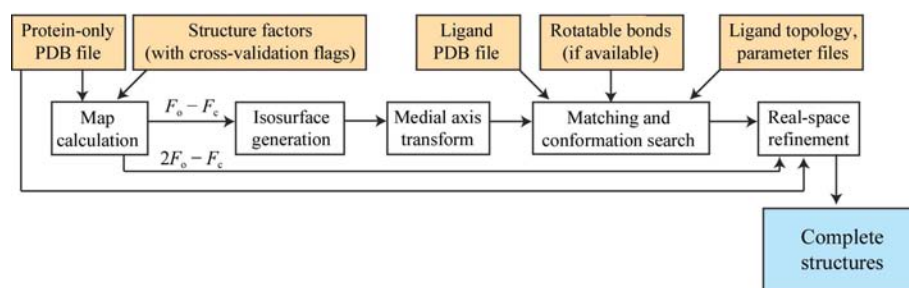 Protein-only
PDB file
Structure factors
(with cross-validation flags)
Ligand
PDB file
Rotatable bonds
(if available)
Ligand topology,
parameter files
Map
calculation
Fo – Fc
2Fo – Fc
Isosurface
generation
Medial axis
transform
Matching and
conformation search
Real-space
refinement
Complete
structures